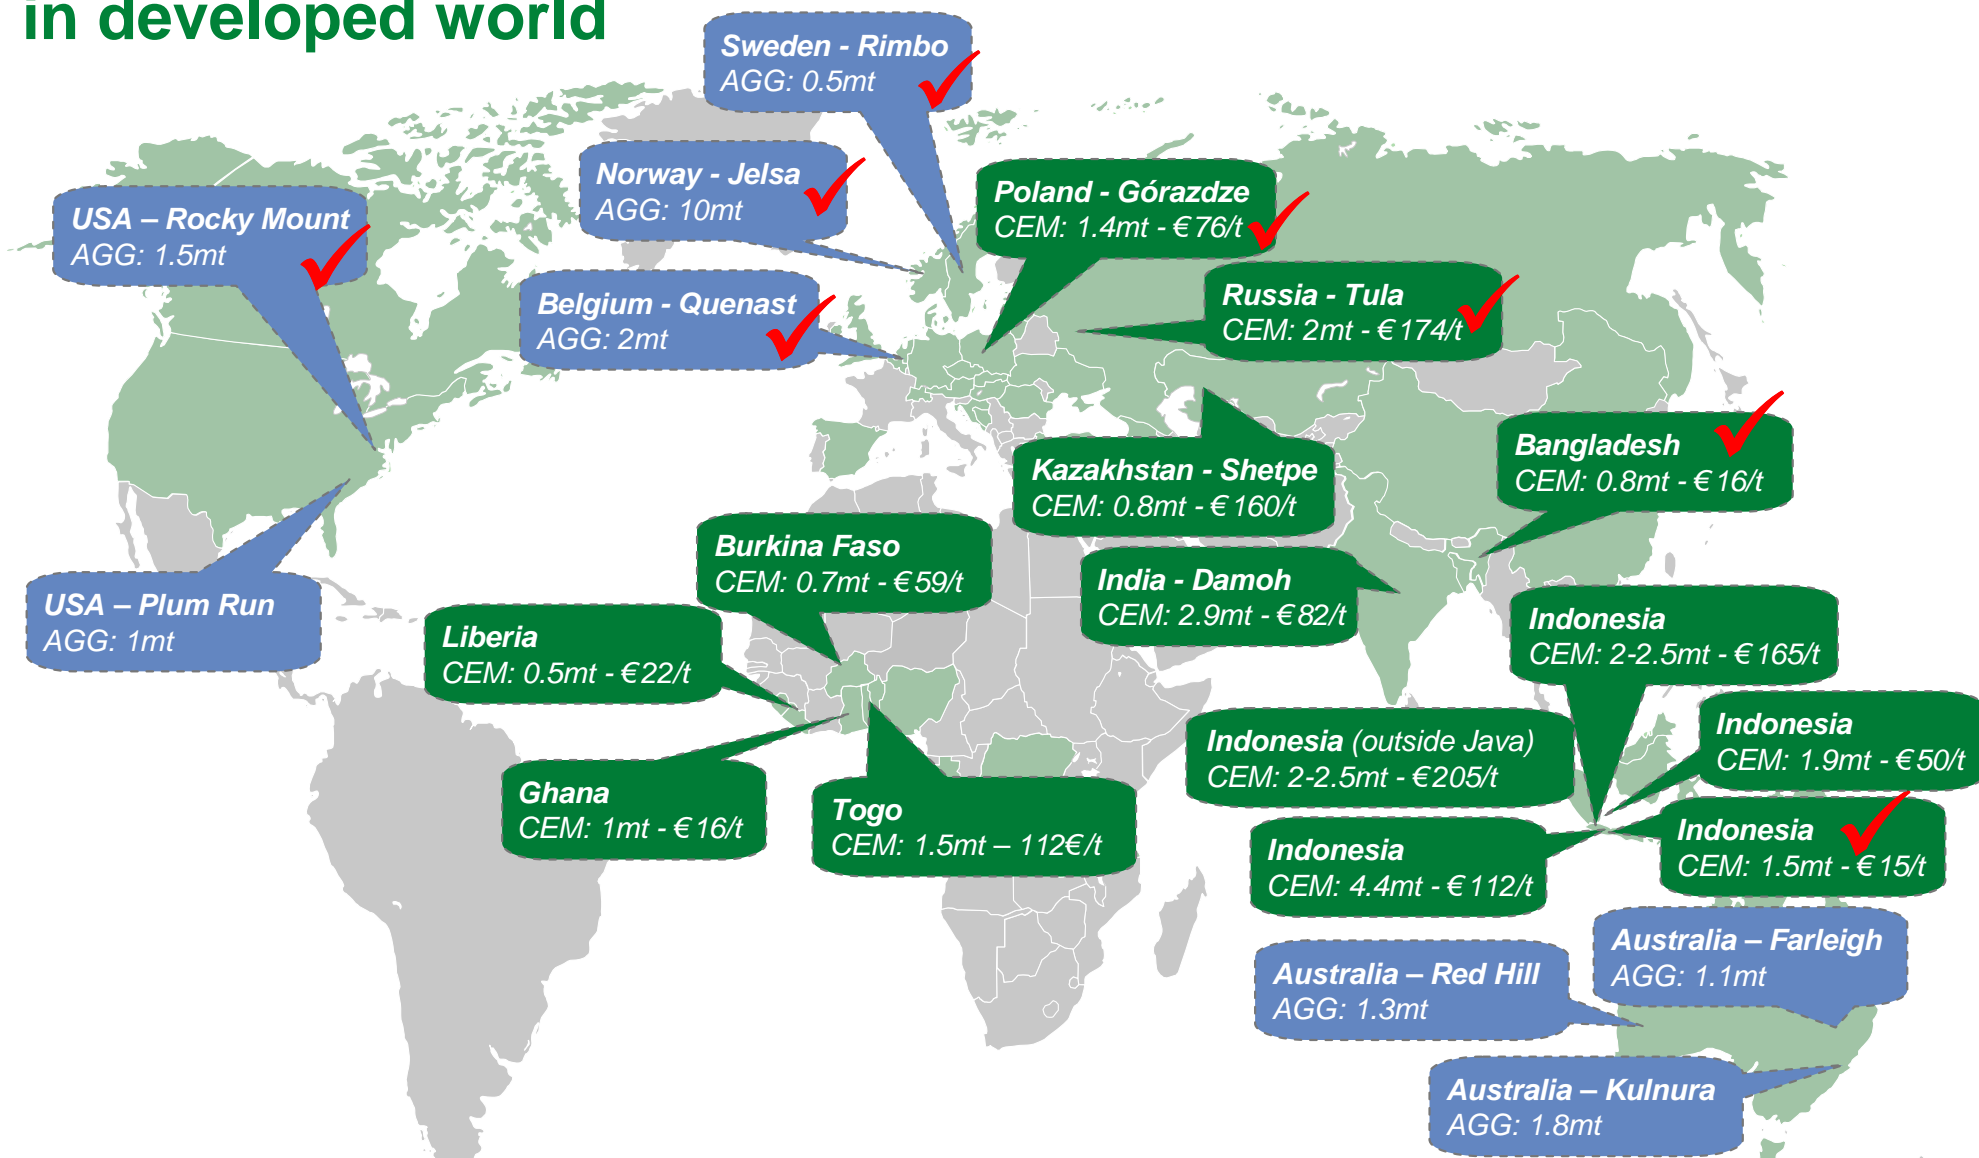 in developed world
Sweden - Rimbo
AGG: 0.5mt
Norway - Jelsa
AGG: 10mt
Poland - Górazdze
CEM: 1.4mt - €76/t
USA – Rocky Mount
AGG: 1.5mt
Belgium - Quenast
AGG: 2mt
Russia - Tula
CEM: 2mt - €174/t
Bangladesh
CEM: 0.8mt - €16/t
Kazakhstan - Shetpe
CEM: 0.8mt - €160/t
Burkina Faso
CEM: 0.7mt - €59/t
India - Damoh
CEM: 2.9mt - €82/t
USA – Plum Run
AGG: 1mt
Liberia
CEM: 0.5mt - €22/t
Indonesia
CEM: 2-2.5mt - €165/t
Indonesia (outside Java)
CEM: 2-2.5mt - €205/t
Indonesia
CEM: 1.9mt - €50/t
Ghana
CEM: 1mt - €16/t
Togo
CEM: 1.5mt – 112€/t
Indonesia
CEM: 4.4mt - €112/t
Indonesia
CEM: 1.5mt - €15/t
Australia – Red Hill
AGG: 1.3mt
Australia – Farleigh
AGG: 1.1mt
Australia – Kulnura
AGG: 1.8mt